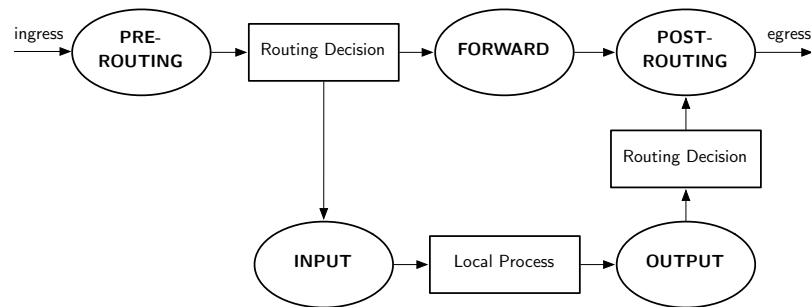 ingress
PRE-
ROUTING
Routing Decision
FORWARD
POST-
ROUTING
egress
Routing Decision
INPUT
Local Process
OUTPUT